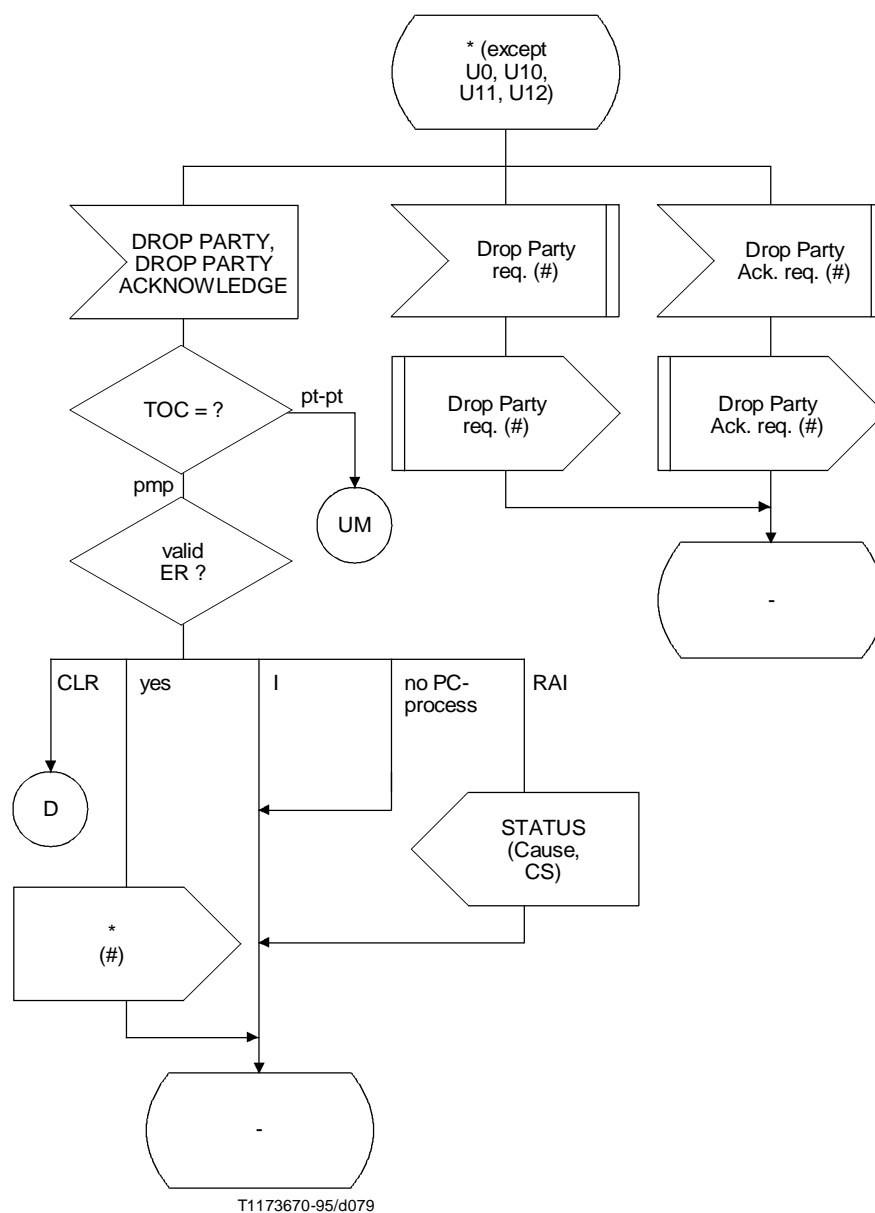 * (except
U0, U10,
U11, U12)
DROP PARTY,
DROP PARTY
ACKNOWLEDGE
Drop Party
req. (#)
Drop Party
Ack. req. (#)
TOC = ?
pt-pt
Drop Party
req. (#)
Drop Party
Ack. req. (#)
pmp
UM
valid
ER ?
-
CLR
yes
I
no PC-
process
RAI
D
STATUS
(Cause,
CS)
*
(#)
-
T1173670-95/d079